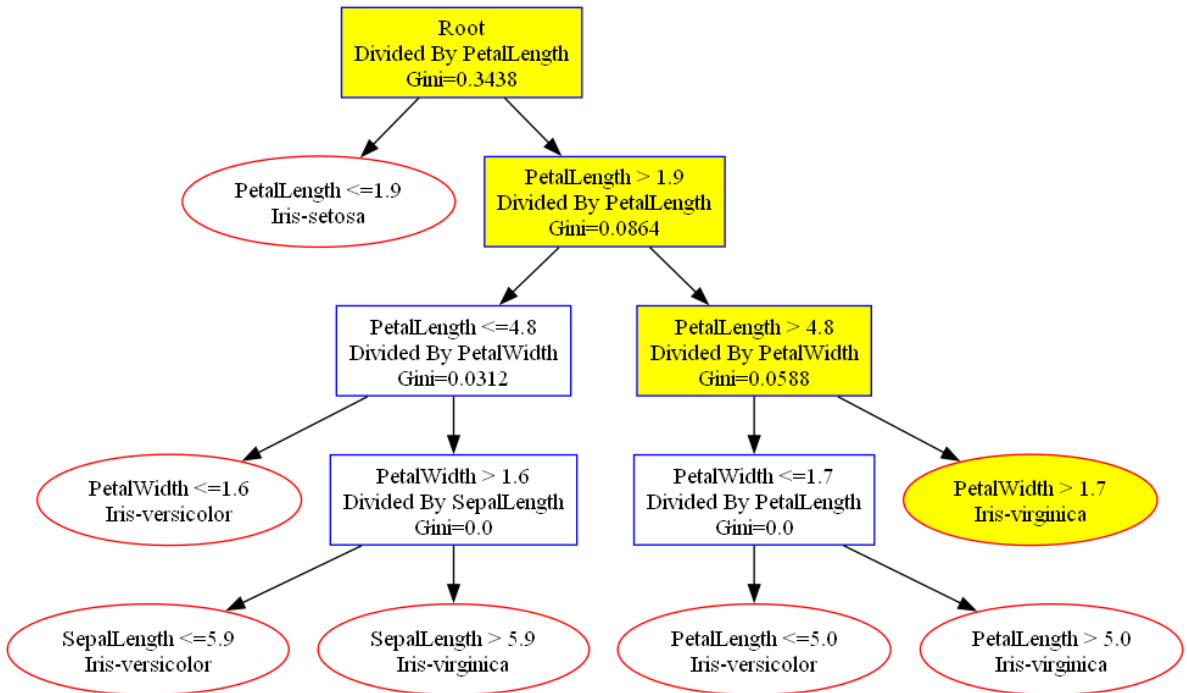 Root
Divided By PetalLength
Gini=0.3438
PetalLength <=1.9
Iris-setosa
PetalLength > 1.9
Divided By PetalLength
Gini=0.0864
PetalLength <=4.8
Divided By PetalWidth
Gini=0.0312
PetalLength > 4.8
Divided By PetalWidth
Gini=0.0588
PetalWidth <=1.6
Iris-versicolor
PetalWidth > 1.6
Divided By SepalLength
Gini=0.0
PetalWidth <=1.7
Divided By PetalLength
Gini=0.0
PetalWidth > 1.7
Iris-virginica
SepalLength <=5.9
Iris-versicolor
SepalLength > 5.9
Iris-virginica
PetalLength <=5.0
Iris-versicolor
PetalLength > 5.0
Iris-virginica